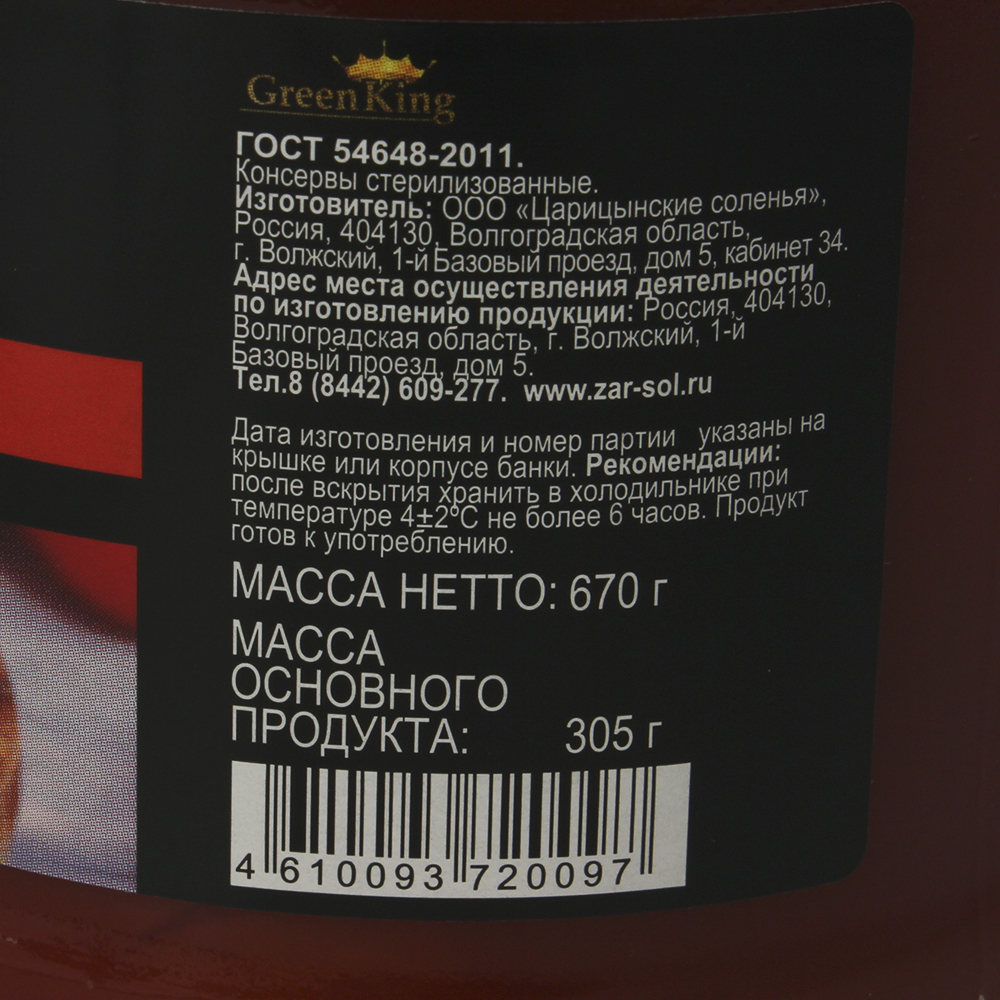 Green King
ГОСТ 54648-2011.
Консервы стерилизованные.
Изготовитель: ООО «Царицынские соленья»,
Россия, 404130, Волгоградская область,
г. Волжский, 1-й Базовый проезд, дом 5, кабинет 34.
Адрес места осуществления деятельности
по изготовлению продукции: Россия, 404130,
Волгоградская область, г. Волжский, 1-й
Базовый проезд, дом 5.
Тел.8 (8442) 609-277. www.zar-sol.ru
Дата изготовления и номер партии указаны на
крышке или корпусе банки. Рекомендации:
после вскрытия хранить в холодильнике при
температуре 4±2°С не более 6 часов. Продукт
готов к употреблению.
МАССА НЕТТО: 670 г
МАССА
ОСНОВНОГО
ПРОДУКТА: 305 г
4 610093 720097